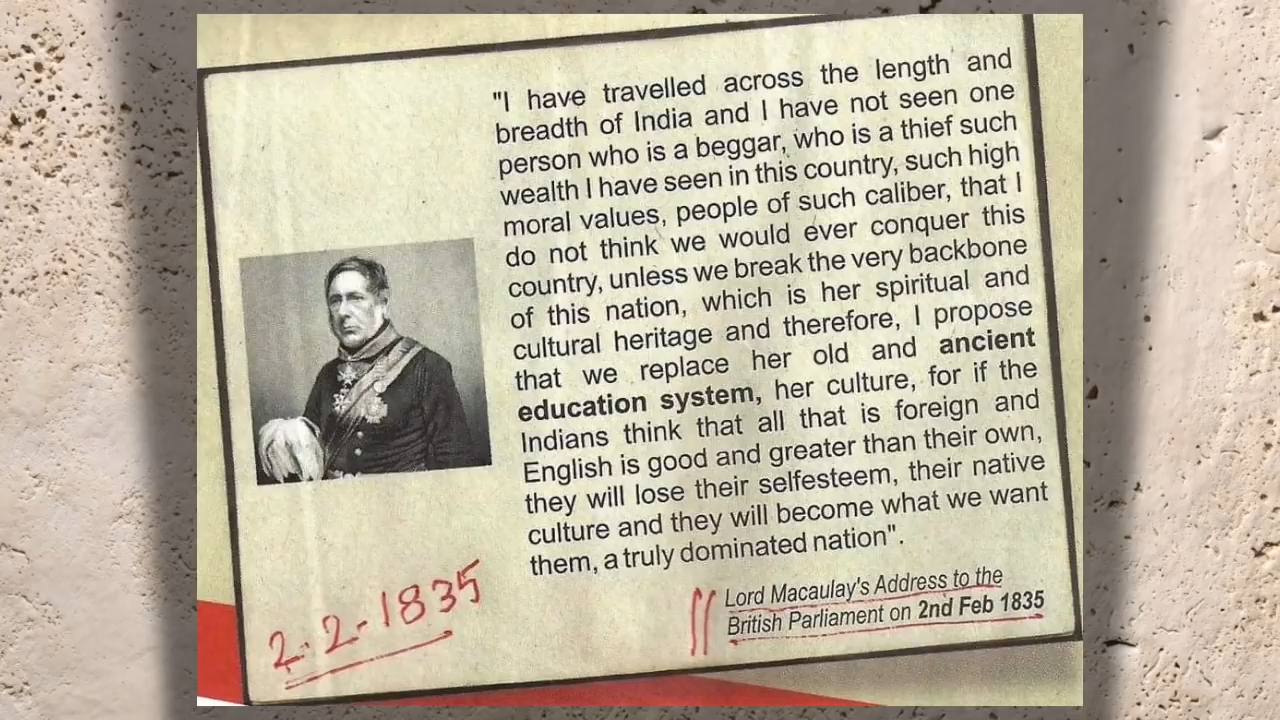 "I have travelled across the length and
breadth of India and I have not seen one
person who is a beggar, who is a thief such
wealth I have seen in this country, such high
moral values, people of such caliber, that I
do not think we would ever conquer this
country, unless we break the very backbone
of this nation, which is her spiritual and
cultural heritage and therefore, I propose
that we replace her old and ancient
education system, her culture, for if the
Indians think that all that is foreign and
English is good and greater than their own,
they will lose their selfesteem, their native
culture and they will become what we want
them, a truly dominated nation".
Lord Macaulay's Address to the
British Parliament on 2nd Feb 1835
2-2-1835